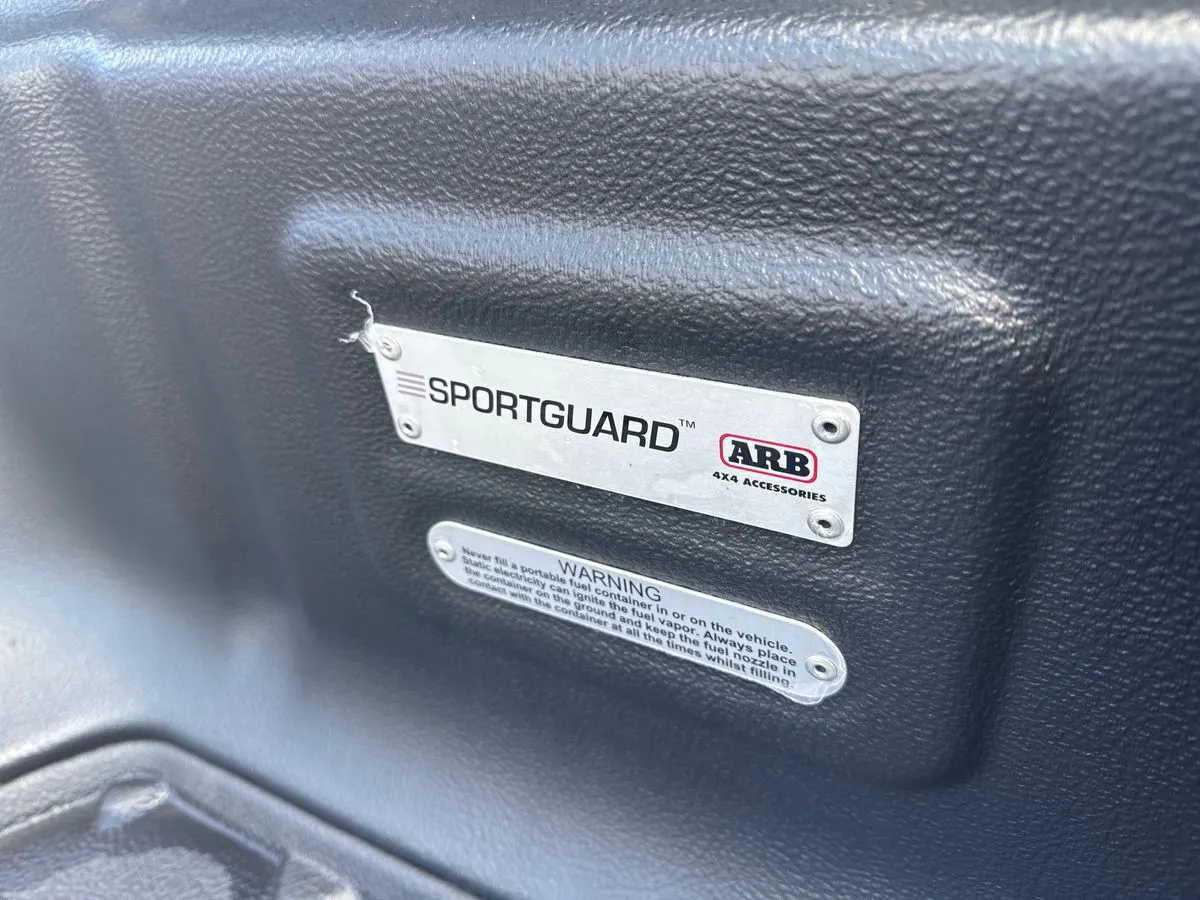 SPORTGUARD™
ARB
4X4 ACCESSORIES
WARNING
Never fill a portable fuel container in or on the vehicle.
Static electricity can ignite the fuel vapor. Always place
the container on the ground and keep the fuel nozzle in
contact with the container at all the times whilst filling.